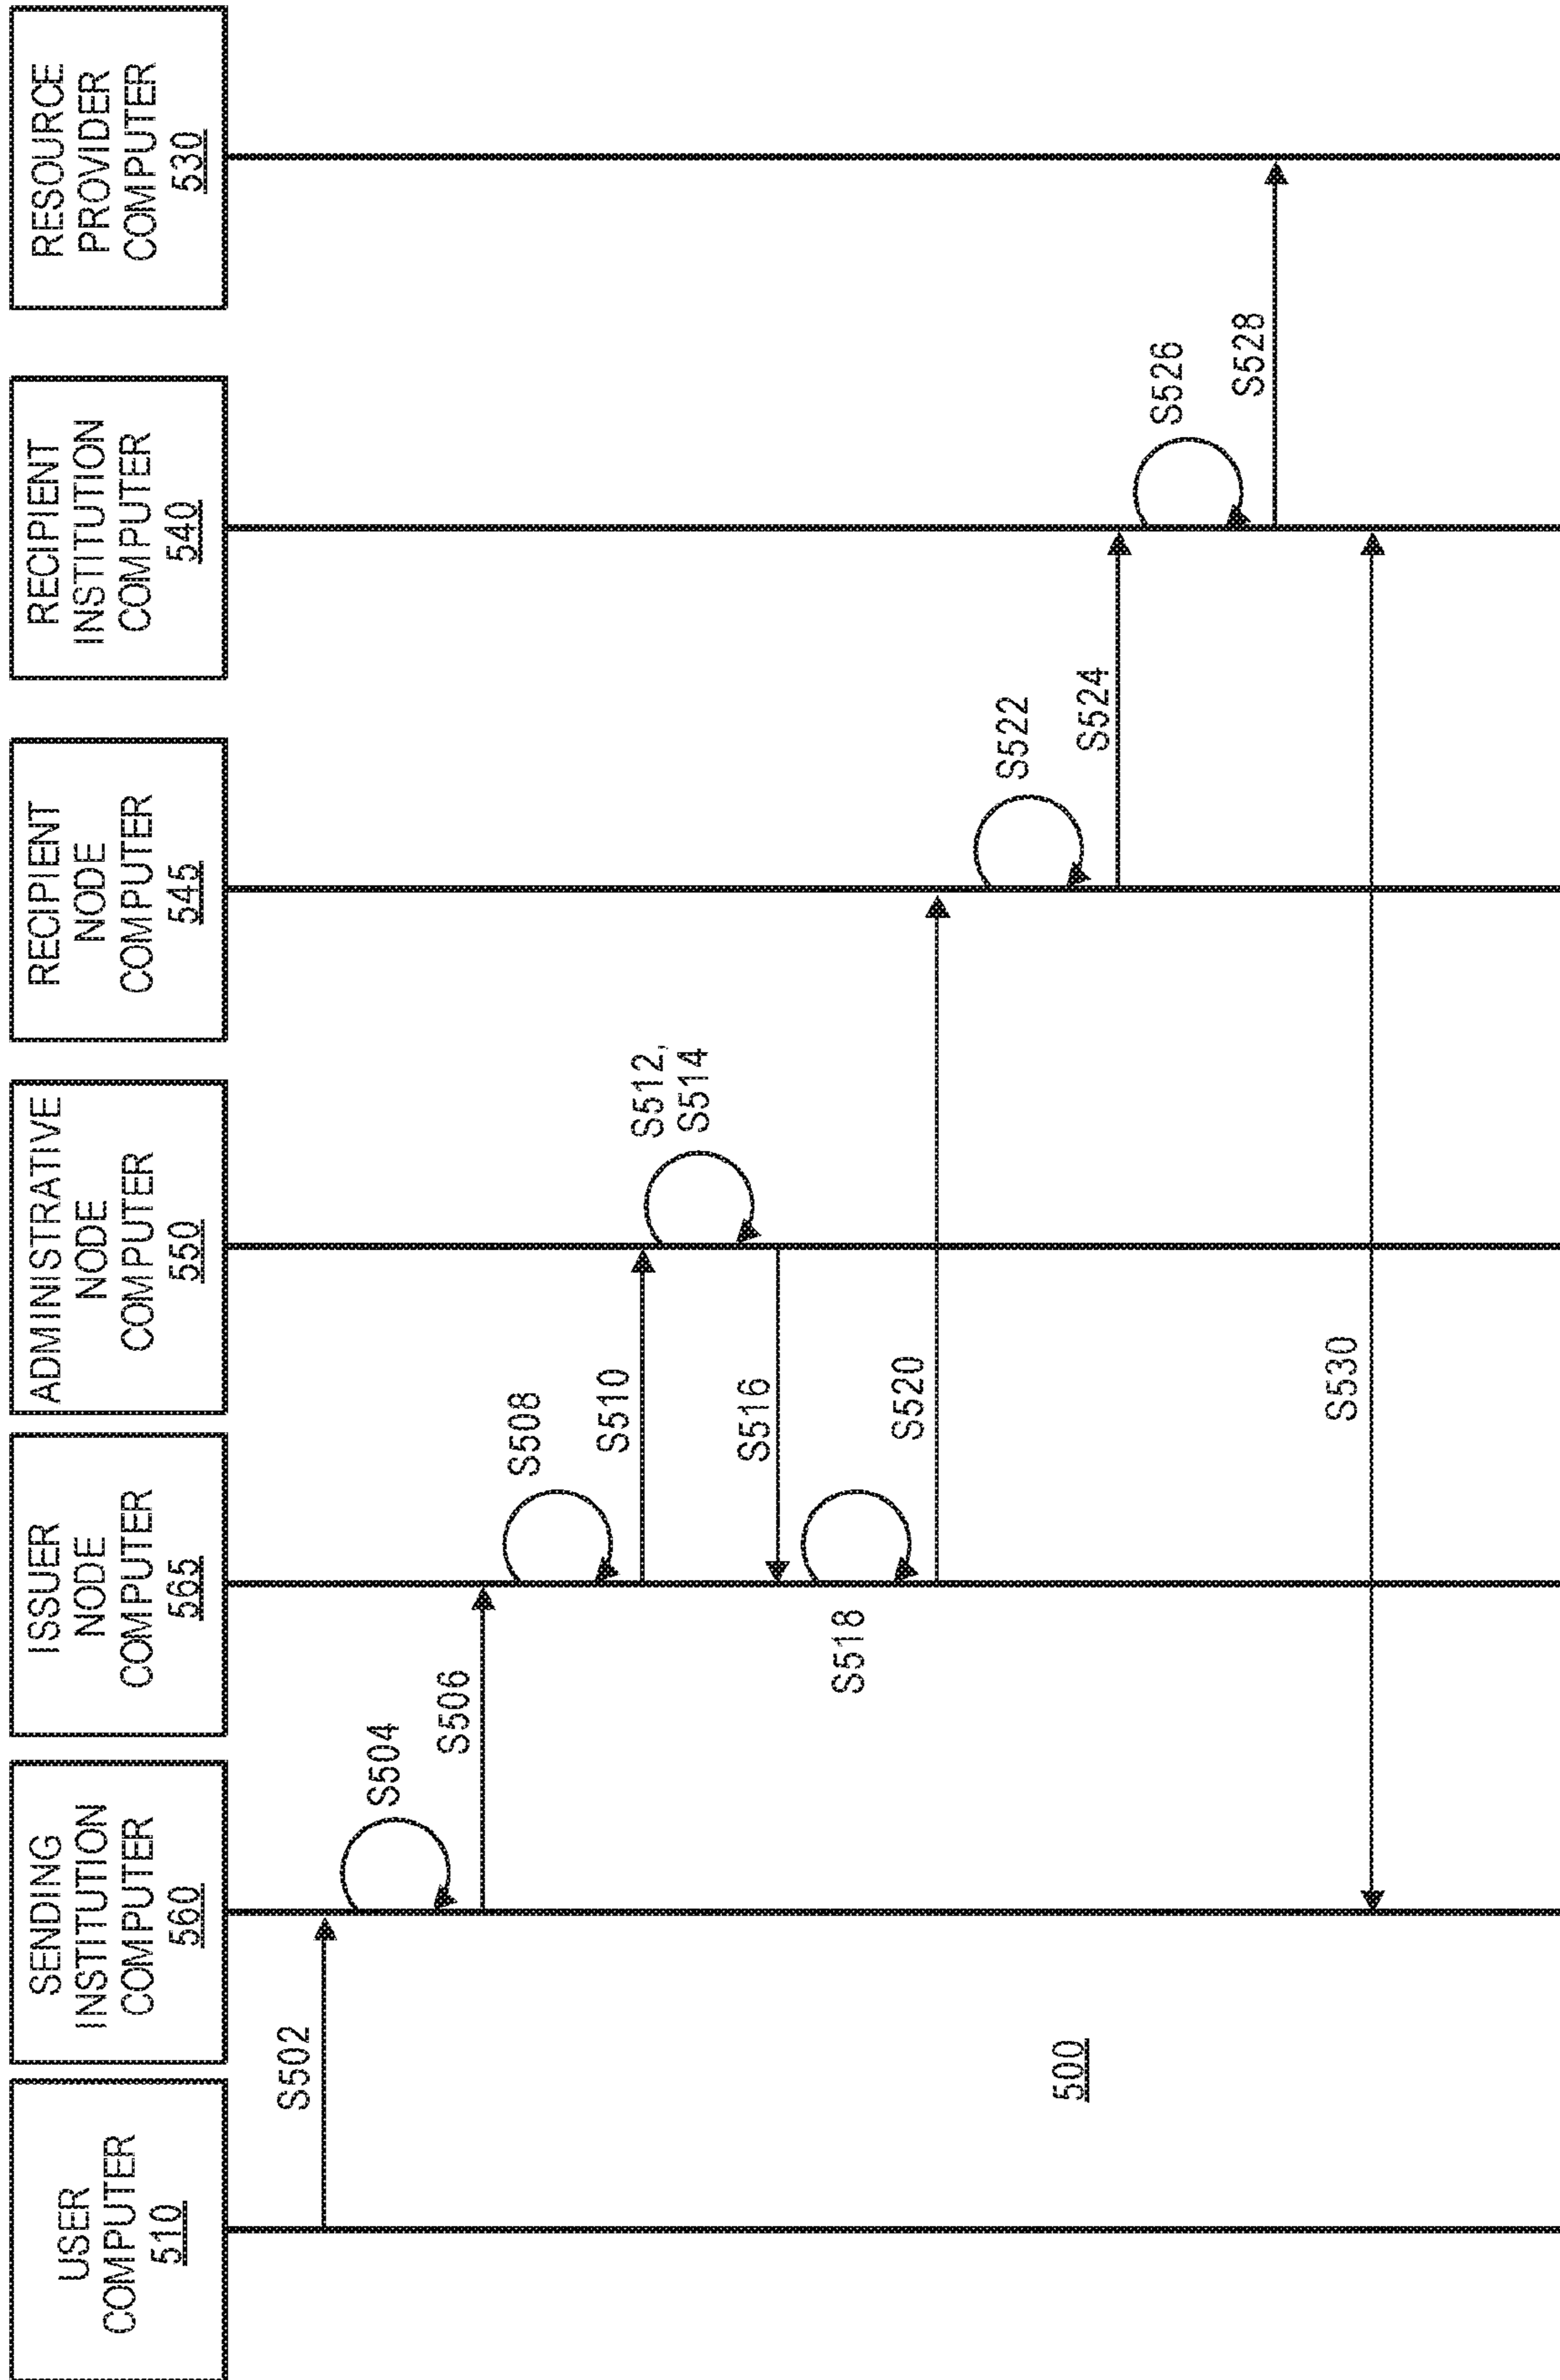 USER
COMPUTER
510
SENDING
INSTITUTION
COMPUTER
560
ISSUER
NODE
COMPUTER
565
ADMINISTRATIVE
NODE
COMPUTER
550
RECIPIENT
NODE
COMPUTER
545
RECIPIENT
INSTITUTION
COMPUTER
540
RESOURCE
PROVIDER
COMPUTER
530
S502
S504
S506
S508
S510
S512,
S514
S516
S518
S520
S522
S524
S526
S528
S530
500